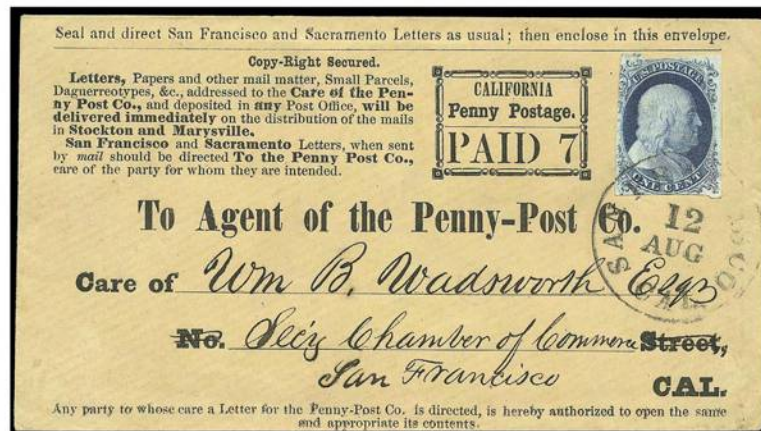 Seal and direct San Francisco and Sacramento Letters as usual; then enclose in this envelope.
Copy-Right Secured.
Letters, Papers and other mail matter, Small Parcels,
Daguerreotypes, &c., addressed to the Care of the Pen-
ny Post Co., and deposited in any Post Office, will be
delivered immediately on the distribution of the mails
in Stockton and Marysville.
San Francisco and Sacramento Letters, when sent
by mail should be directed To the Penny Post Co.,
care of the party for whom they are intended.
CALIFORNIA
Penny Postage.
PAID 7
U.S. POSTAGE
ONE CENT
SAN
12
AUG
CAL
To Agent of the Penny-Post Co.
Care of Wm B. Wadsworth Esqr
No. Sec'y Chamber of Commerce Street,
San Francisco CAL.
Any party to whose care a Letter for the Penny-Post Co. is directed, is hereby authorized to open the same
and appropriate its contents.